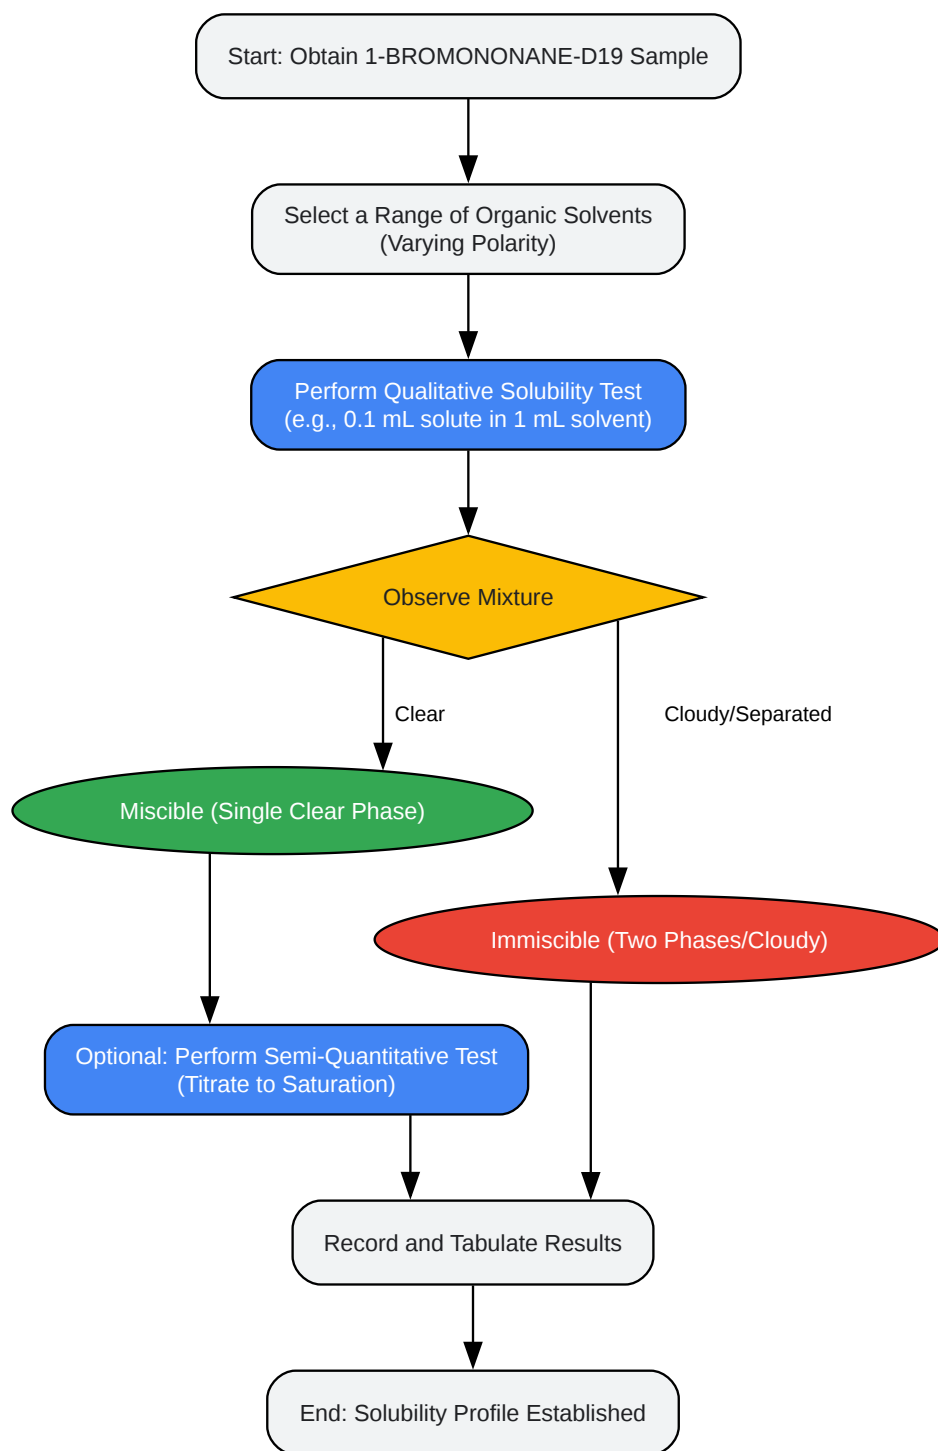 Start: Obtain 1-BROMONONANE-D19 Sample
Select a Range of Organic Solvents
(Varying Polarity)
Perform Qualitative Solubility Test
(e.g., 0.1 mL solute in 1 mL solvent)
Observe Mixture
Clear
Cloudy/Separated
Miscible (Single Clear Phase)
Immiscible (Two Phases/Cloudy)
Optional: Perform Semi-Quantitative Test
(Titrate to Saturation)
Record and Tabulate Results
End: Solubility Profile Established